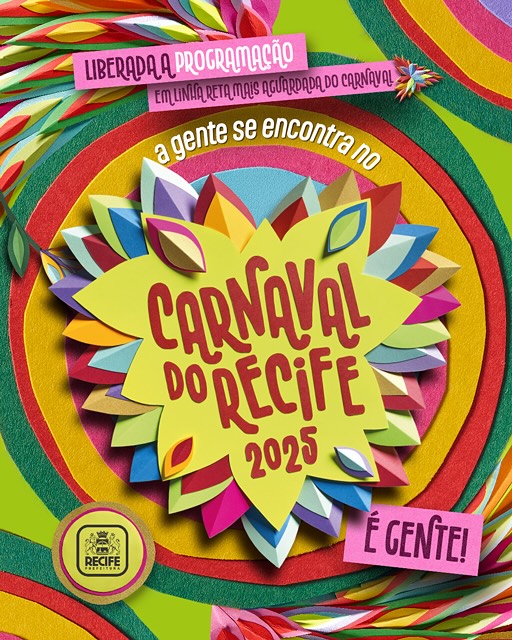 LIBERADA A PROGRAMAÇÃO
EM LINHA RETA MAIS AGUARDADA DO CARNAVAL
a gente se encontra no
CARNAVAL
DO RECIFE
2025
É GENTE!
RECIFE
PREFEITURA